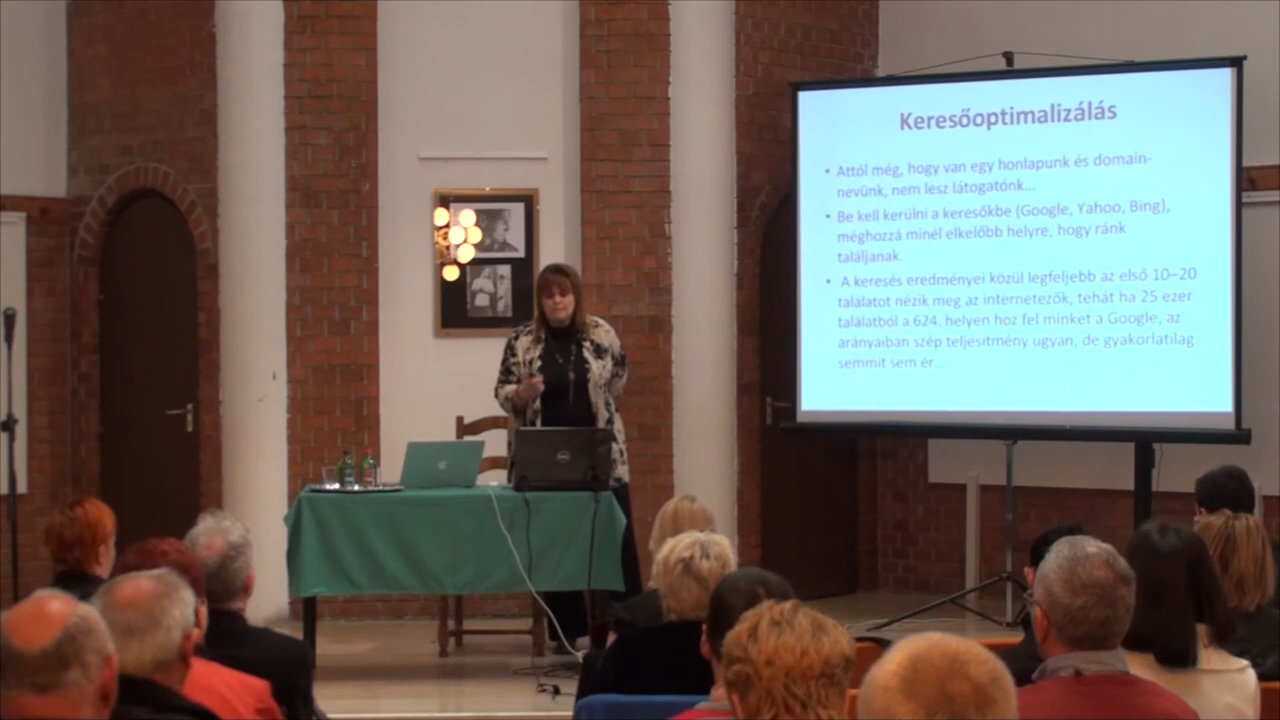 Keresőoptimalizálás
• Attól még, hogy van egy honlapunk és domain-
nevünk, nem lesz látogatónk...
• Be kell kerülni a keresőkbe (Google, Yahoo, Bing),
méghozzá minél elkelőbb helyre, hogy ránk
találjanak.
• A keresés eredményei közül legfeljebb az első 10–20
találatot nézik meg az internetezők, tehát ha 25 ezer
találatból a 624. helyen hoz fel minket a Google, az
arányaiban szép teljesítmény ugyan, de gyakorlatilag
semmit sem ér...
DELL